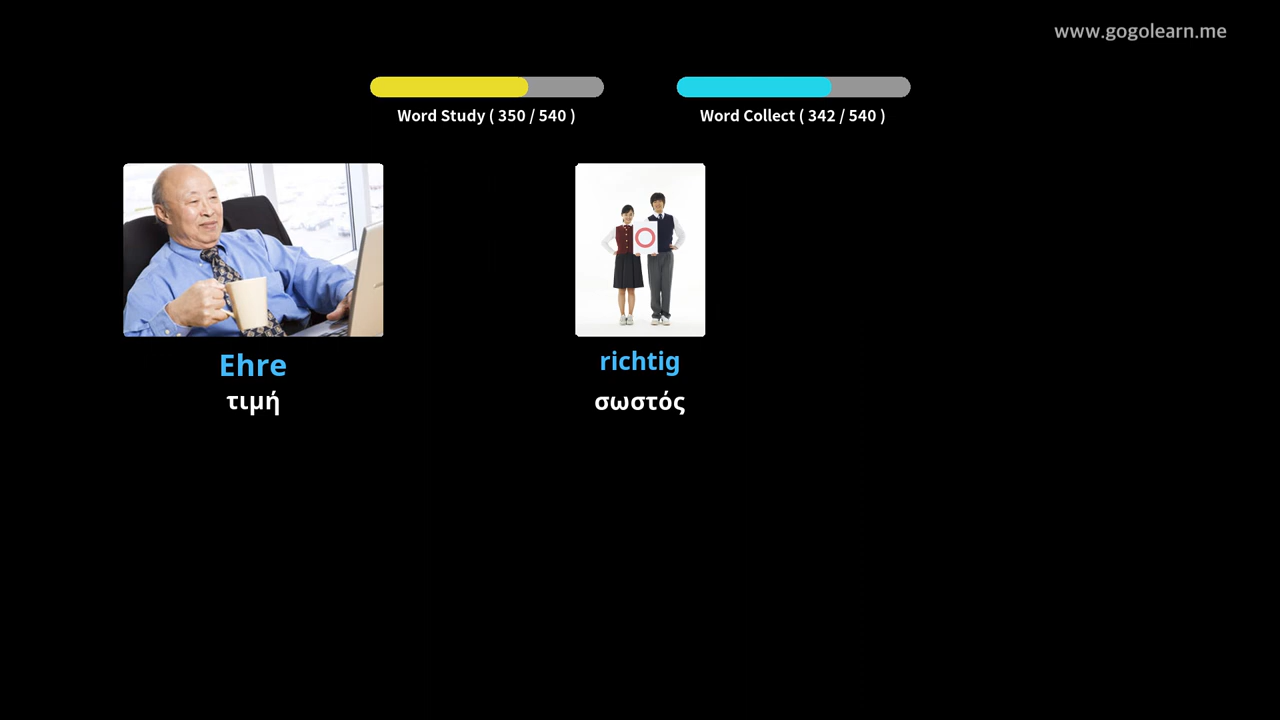 www.gogolearn.me
Word Study ( 350 / 540 )
Word Collect ( 342 / 540 )
Ehre
τιμή
richtig
σωστός